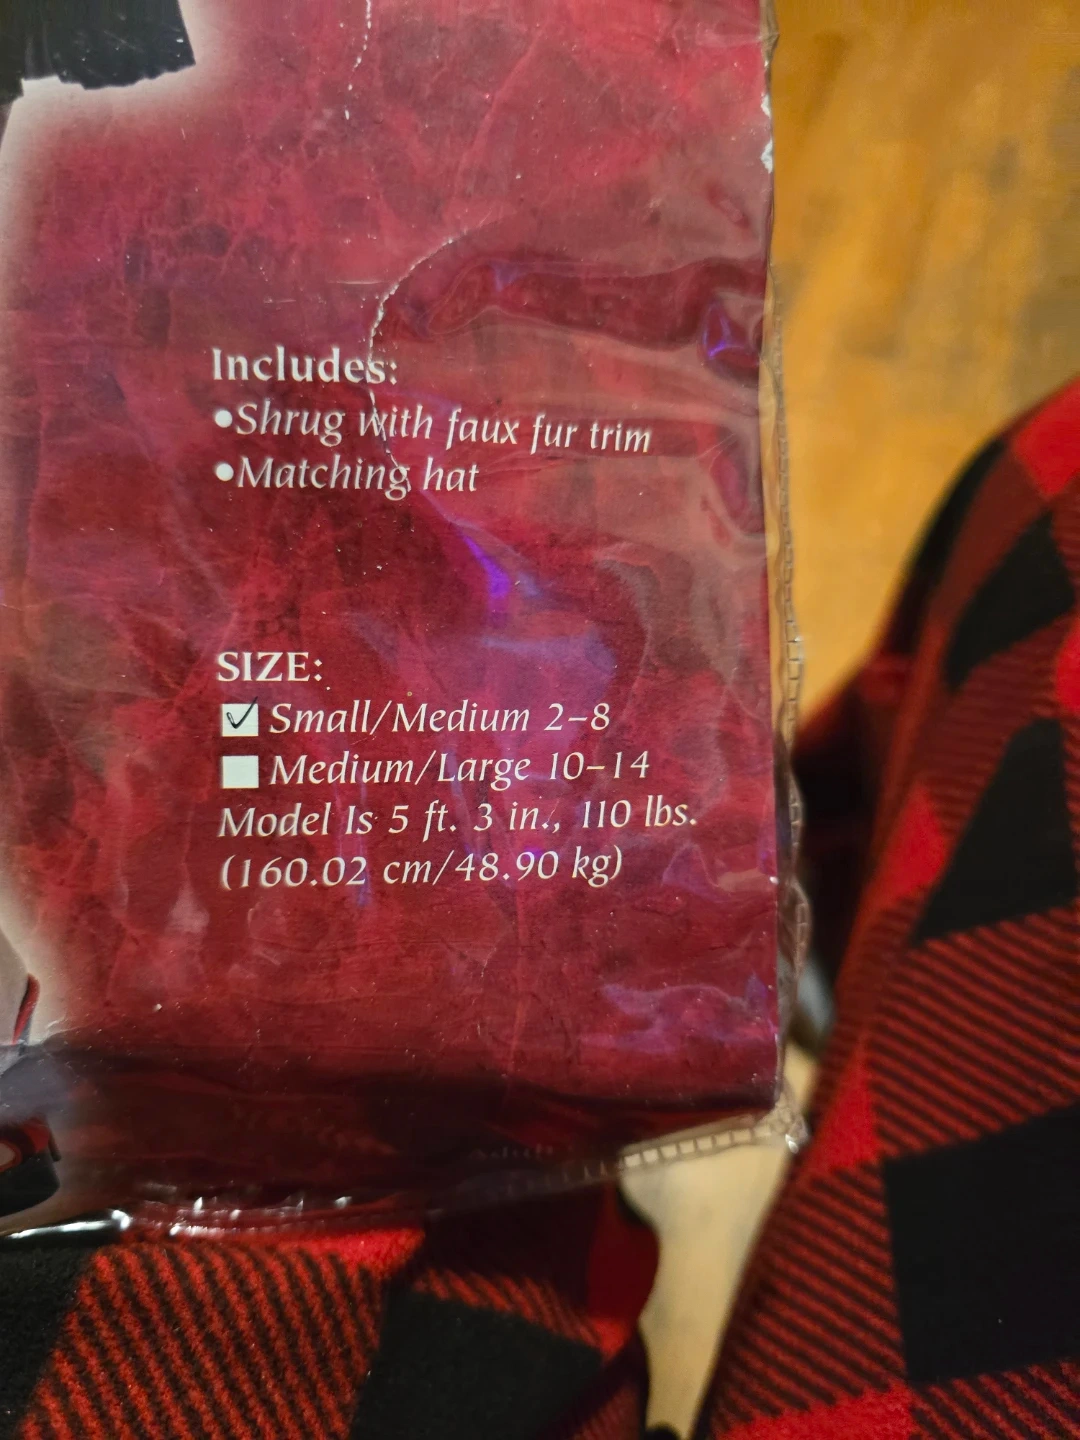 Includes:
•Shrug with faux fur trim
•Matching hat
SIZE:
Small/Medium 2–8
Medium/Large 10–14
Model Is 5 ft. 3 in., 110 lbs.
(160.02 cm/48.90 kg)